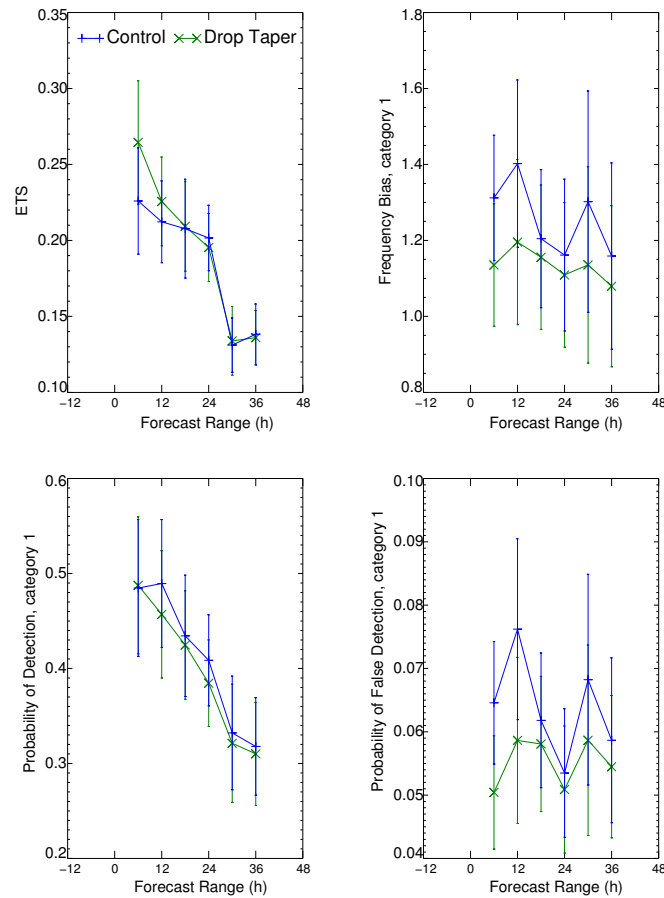 0.35
Control Drop Taper
0.30
0.25
0.20
0.15
0.10
ETS
−12 0 12 24 36 48
Forecast Range (h)
1.8
1.6
1.4
1.2
1.0
0.8
Frequency Bias, category 1
−12 0 12 24 36 48
Forecast Range (h)
0.6
0.5
0.4
0.3
0.2
Probability of Detection, category 1
−12 0 12 24 36 48
Forecast Range (h)
0.10
0.09
0.08
0.07
0.06
0.05
0.04
Probability of False Detection, category 1
−12 0 12 24 36 48
Forecast Range (h)